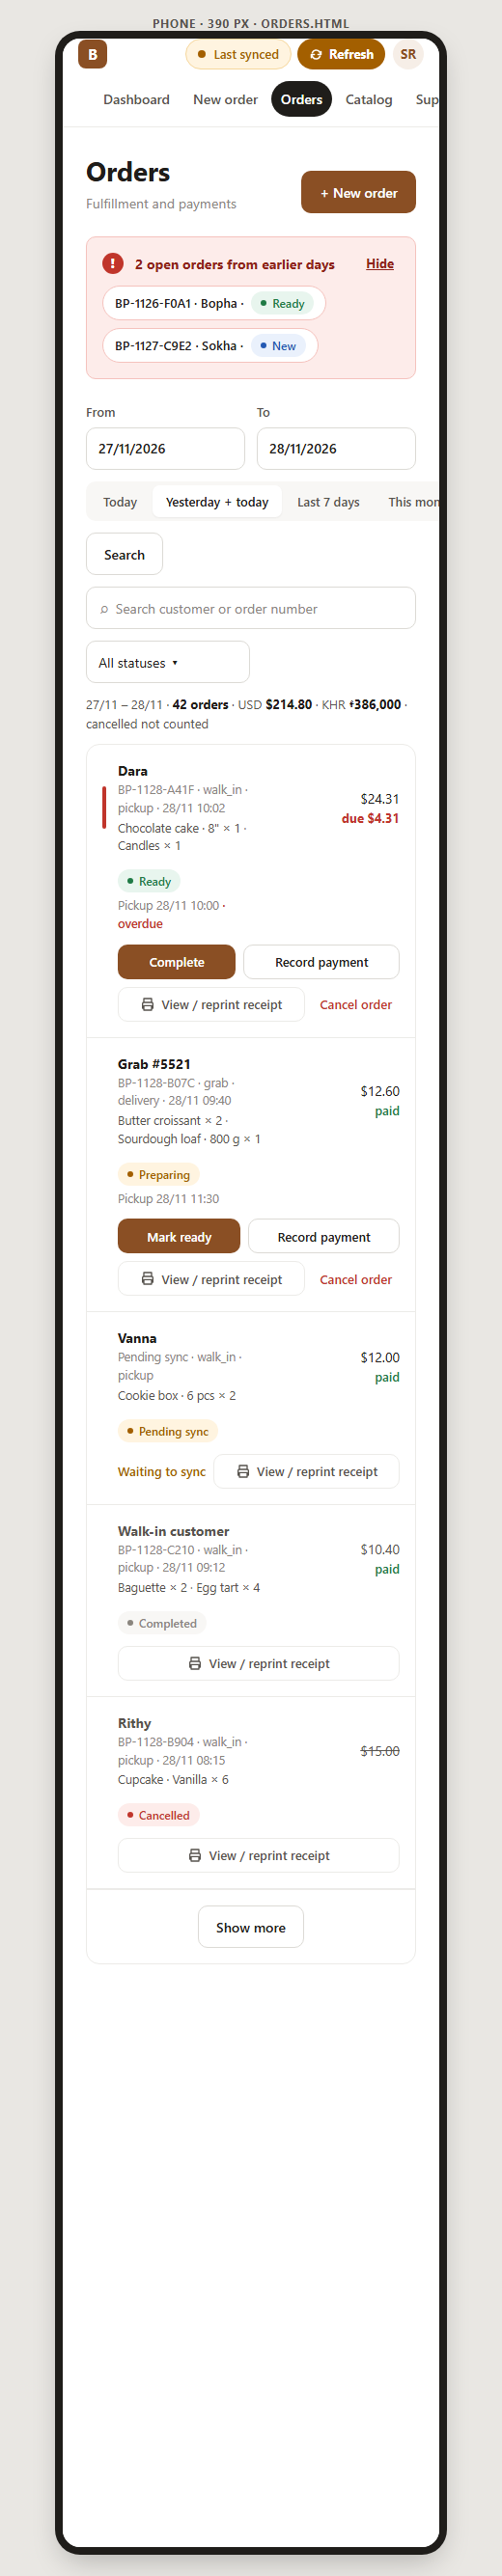 PHONE · 390 PX · ORDERS.HTML
B
Last synced
Refresh
SR
Dashboard
New order
Orders
Catalog
Sup
Orders
Fulfillment and payments
+ New order
! 2 open orders from earlier days
Hide
BP-1126-F0A1 · Bopha · Ready
BP-1127-C9E2 · Sokha · New
From
To
27/11/2026
28/11/2026
Today
Yesterday + today
Last 7 days
This mon
Search
Search customer or order number
All statuses ▾
27/11 – 28/11 · 42 orders · USD $214.80 · KHR ៛386,000 ·
cancelled not counted
Dara
BP-1128-A41F · walk_in ·
pickup · 28/11 10:02
Chocolate cake · 8" × 1 ·
Candles × 1
$24.31
due $4.31
Ready
Pickup 28/11 10:00 ·
overdue
Complete
Record payment
View / reprint receipt
Cancel order
Grab #5521
BP-1128-B07C · grab ·
delivery · 28/11 09:40
Butter croissant × 2 ·
Sourdough loaf · 800 g × 1
$12.60
paid
Preparing
Pickup 28/11 11:30
Mark ready
Record payment
View / reprint receipt
Cancel order
Vanna
Pending sync · walk_in ·
pickup
Cookie box · 6 pcs × 2
$12.00
paid
Pending sync
Waiting to sync
View / reprint receipt
Walk-in customer
BP-1128-C210 · walk_in ·
pickup · 28/11 09:12
Baguette × 2 · Egg tart × 4
$10.40
paid
Completed
View / reprint receipt
Rithy
BP-1128-B904 · walk_in ·
pickup · 28/11 08:15
Cupcake · Vanilla × 6
$15.00
Cancelled
View / reprint receipt
Show more